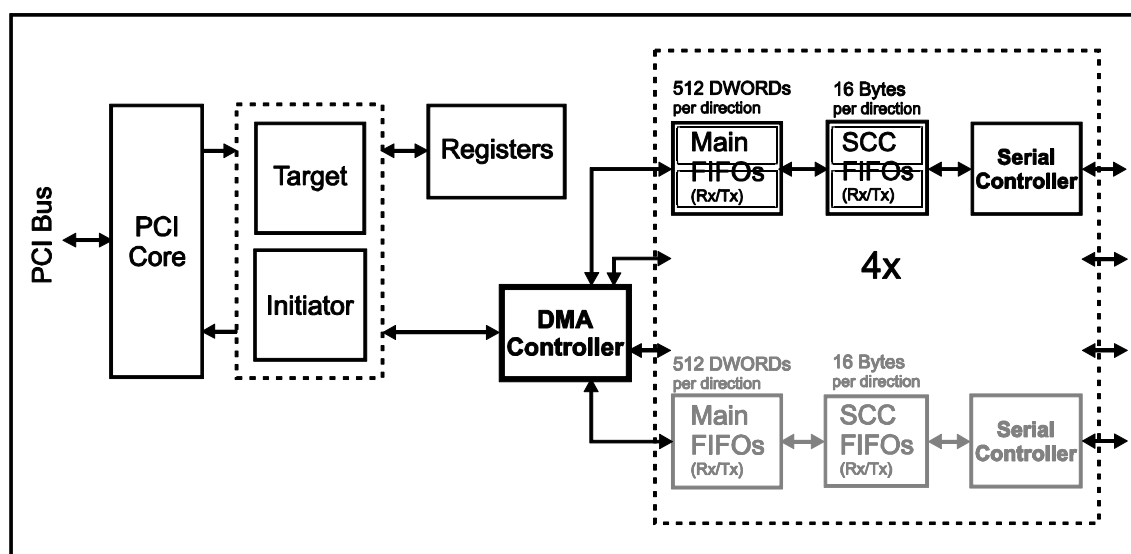 PCI Bus
PCI
Core
Target
Initiator
Registers
DMA
Controller
512 DWORDs
per direction
Main
FIFOs
(Rx/Tx)
16 Bytes
per direction
SCC
FIFOs
(Rx/Tx)
Serial
Controller
4x
512 DWORDs
per direction
Main
FIFOs
(Rx/Tx)
16 Bytes
per direction
SCC
FIFOs
(Rx/Tx)
Serial
Controller